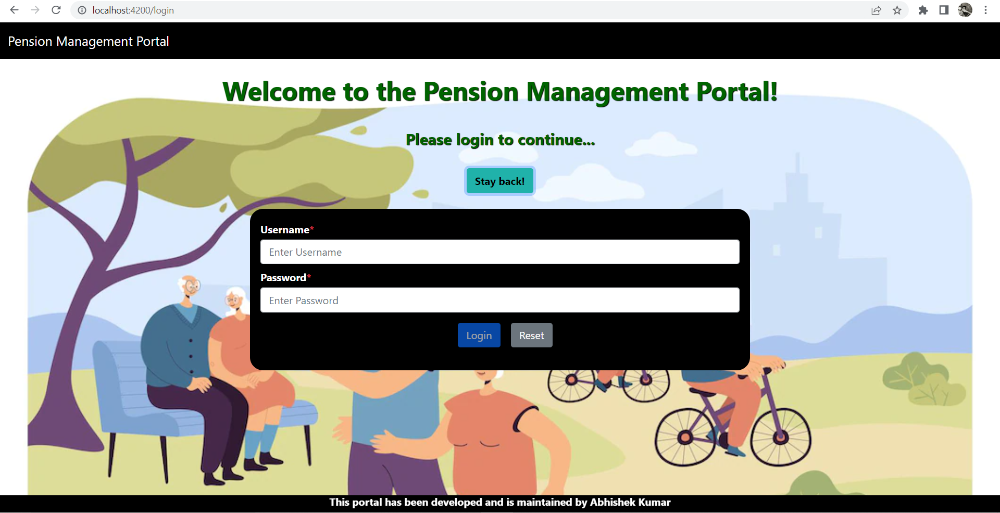 localhost:4200/login
Pension Management Portal
Welcome to the Pension Management Portal!
Please login to continue...
Stay back!
Username*
Enter Username
Password*
Enter Password
Login Reset
This portal has been developed and is maintained by Abhishek Kumar